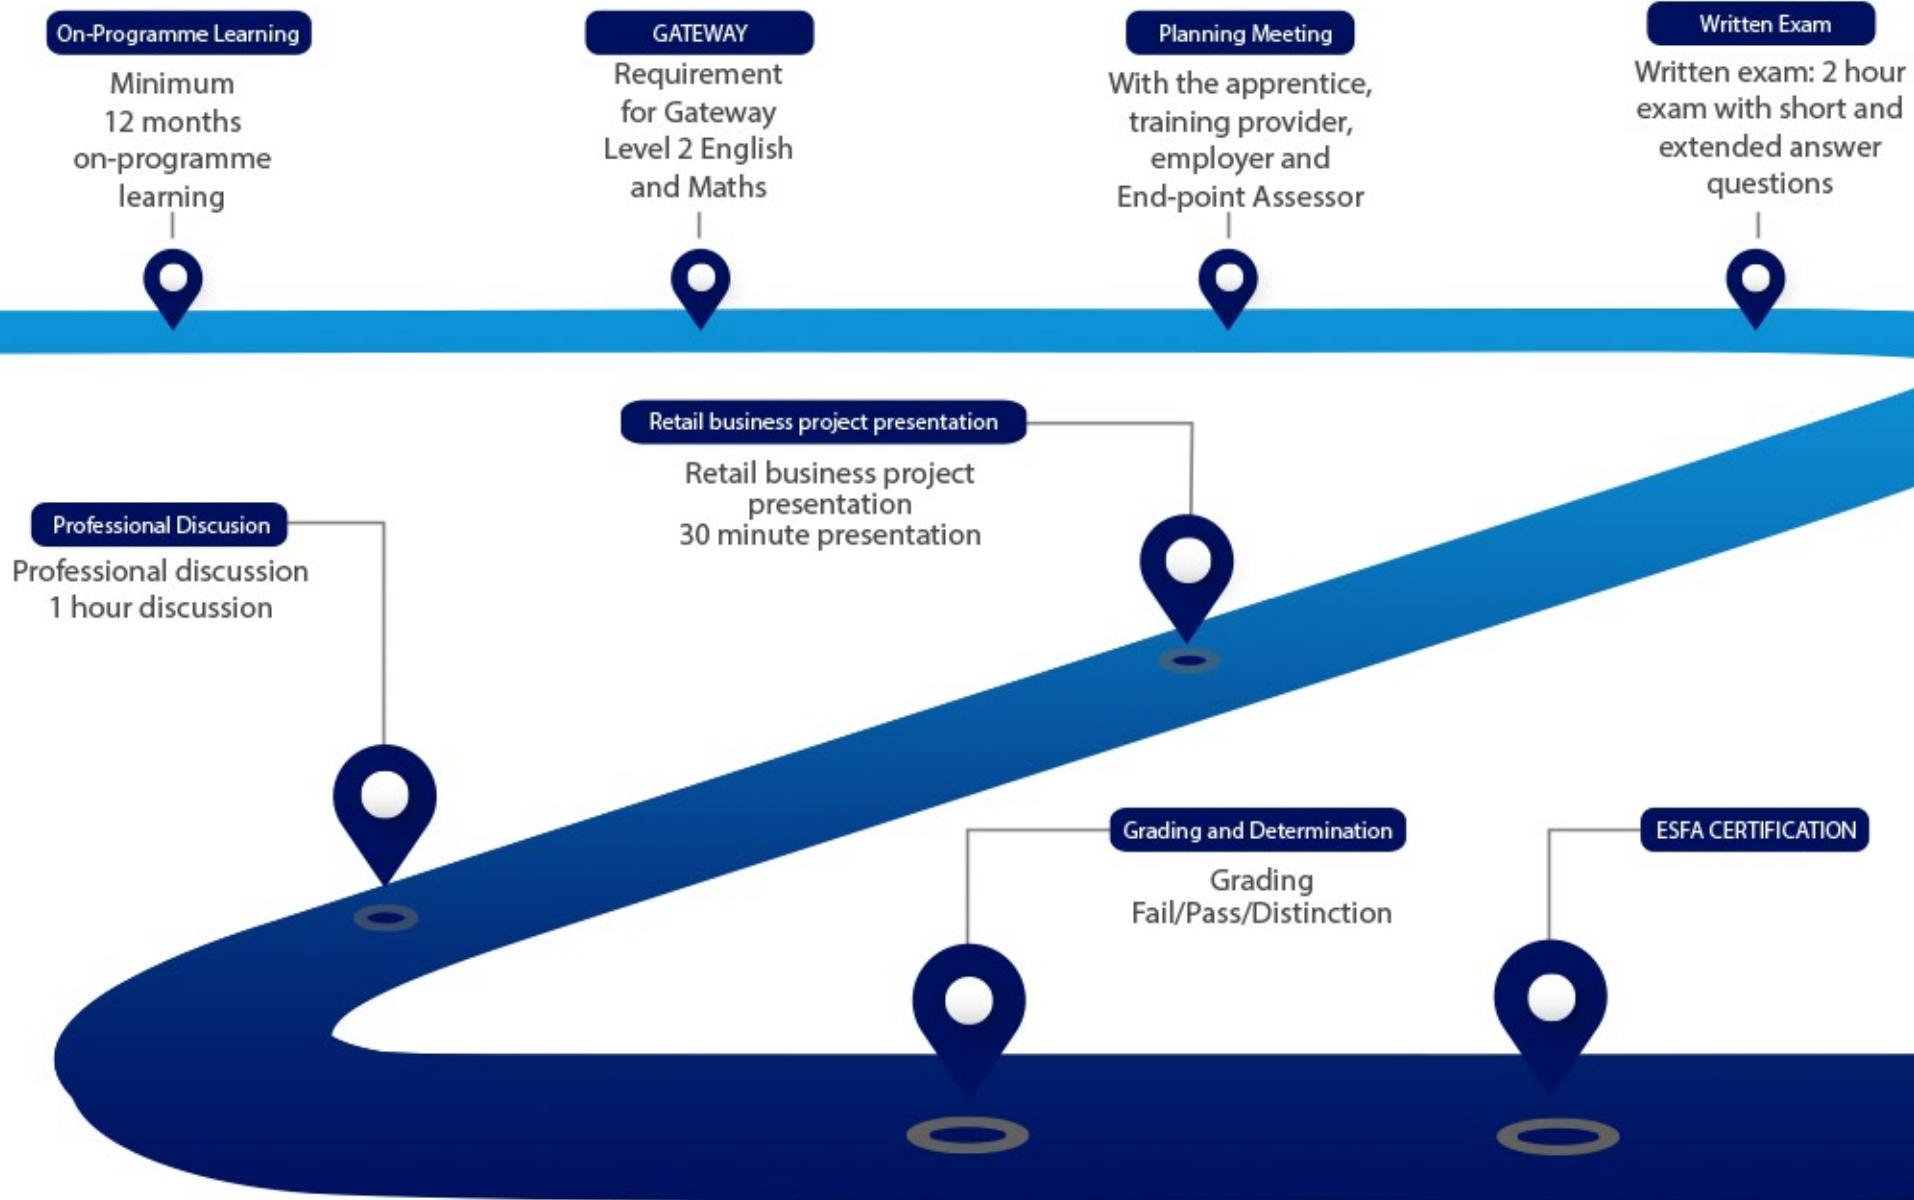 On-Programme Learning
Minimum
12 months
on-programme
learning
GATEWAY
Requirement
for Gateway
Level 2 English
and Maths
Planning Meeting
With the apprentice,
training provider,
employer and
End-point Assessor
Written Exam
Written exam: 2 hour
exam with short and
extended answer
questions
Retail business project presentation
Retail business project
presentation
30 minute presentation
Professional Discusion
Professional discussion
1 hour discussion
Grading and Determination
Grading
Fail/Pass/Distinction
ESFA CERTIFICATION